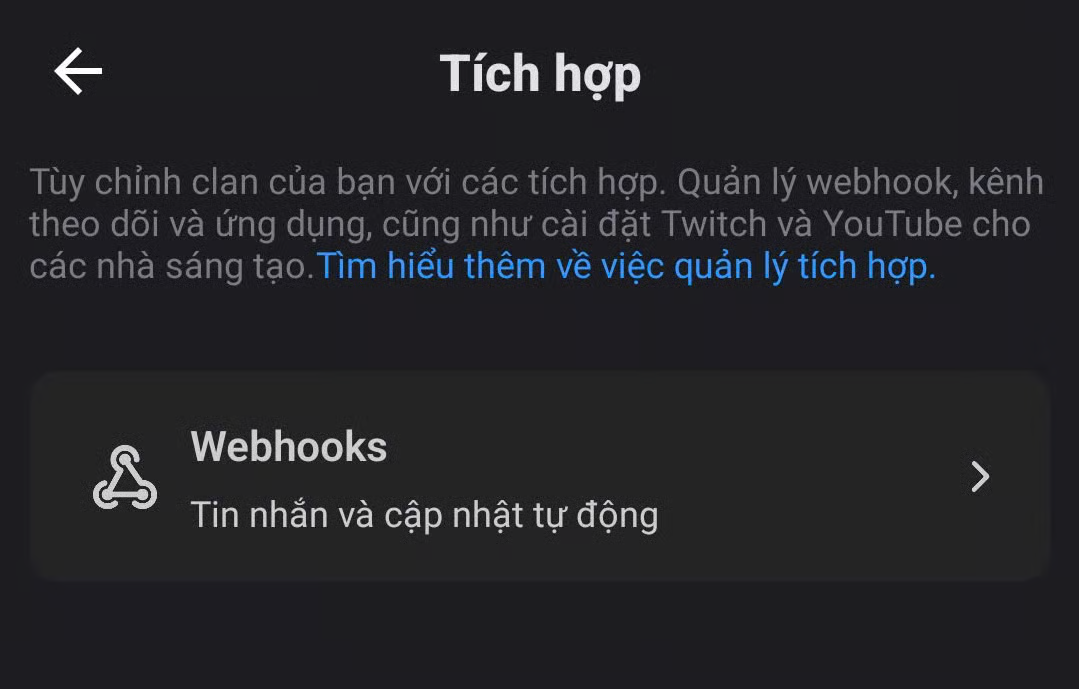 Tích hợp
Tùy chỉnh clan của bạn với các tích hợp. Quản lý webhook, kênh
theo dõi và ứng dụng, cũng như cài đặt Twitch và YouTube cho
các nhà sáng tạo.Tìm hiểu thêm về việc quản lý tích hợp.
Webhooks
Tin nhắn và cập nhật tự động